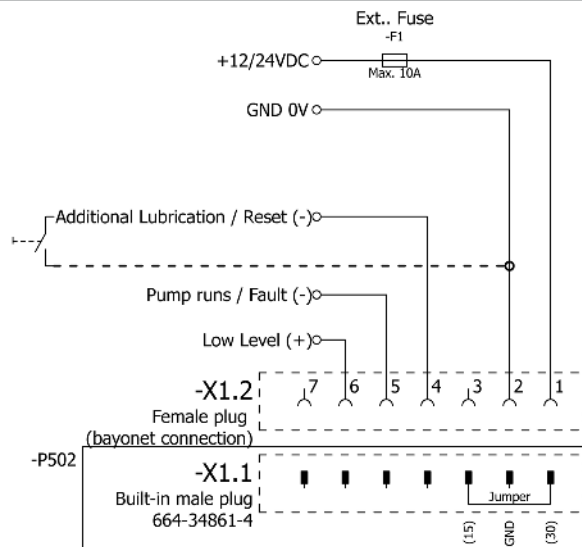 Ext.. Fuse
-F1
+12/24VDC
Max. 10A
GND 0V
Additional Lubrication / Reset (-)
Pump runs / Fault (-)
Low Level (+)
-X1.2
7 6 5 4 3 2 1
Female plug
(bayonet connection)
-P502
-X1.1
Built-in male plug
664-34861-4
Jumper
(15)
GND
(30)